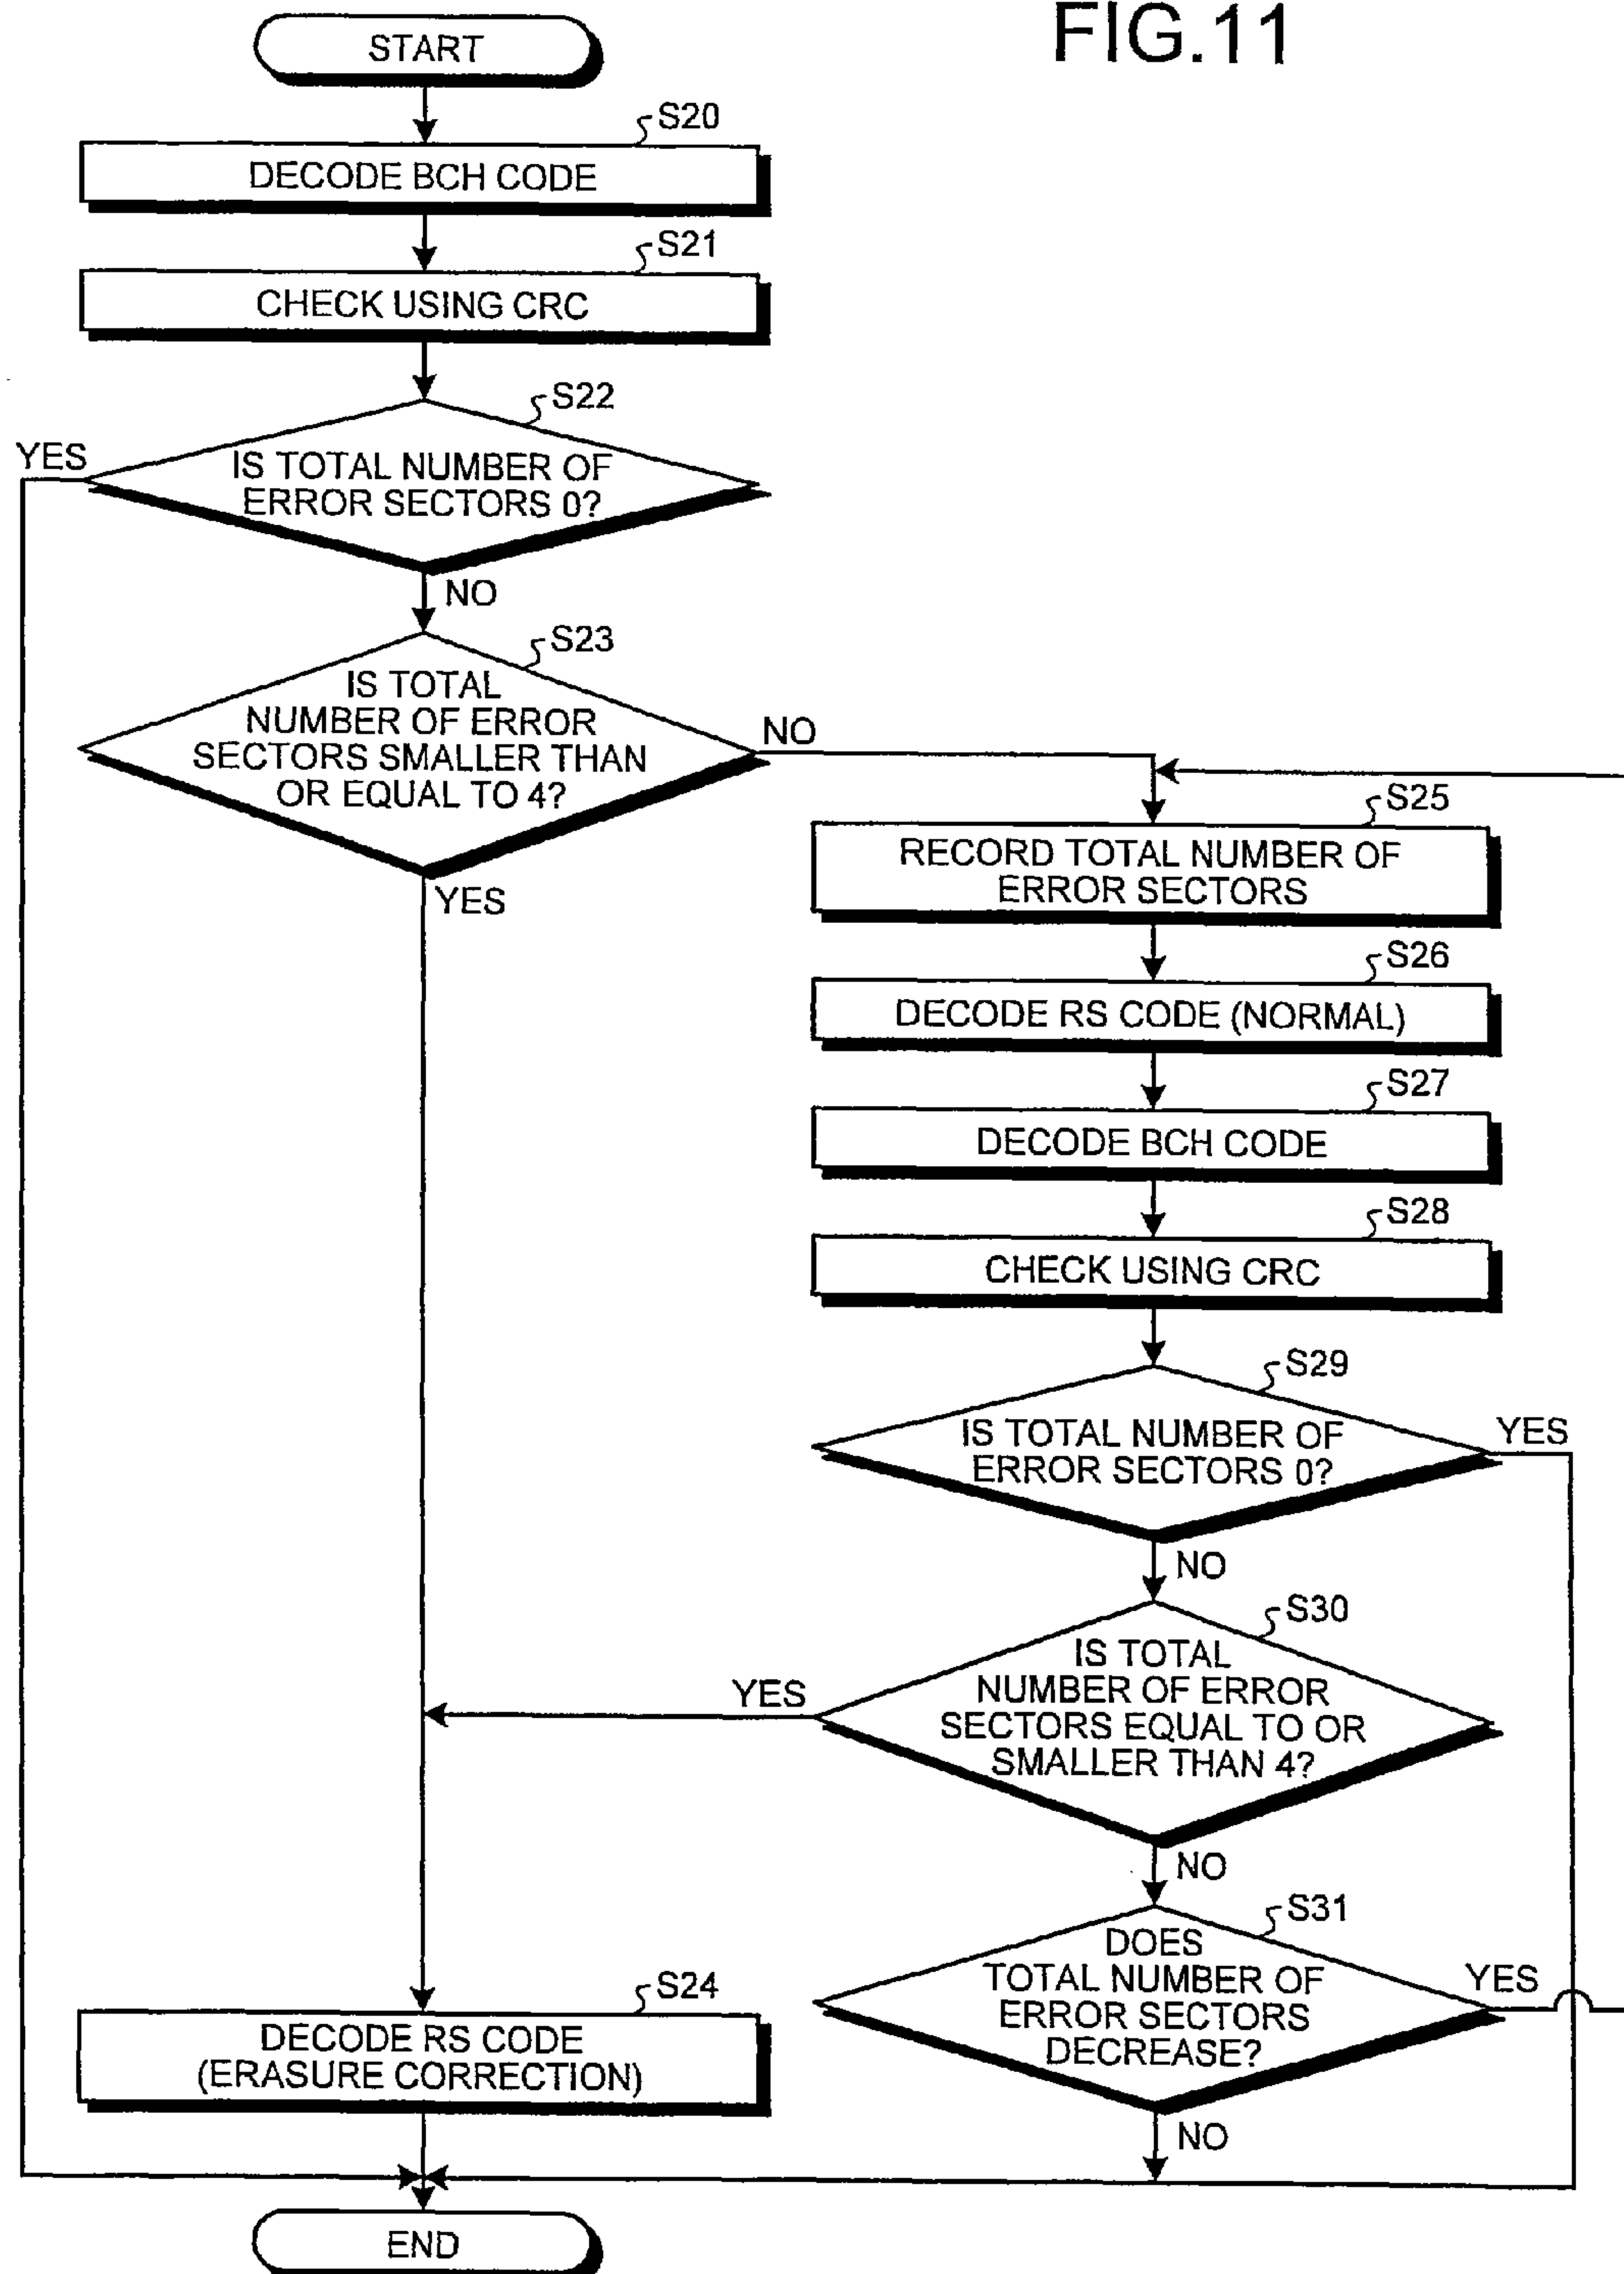 FIG.11
START
S20
DECODE BCH CODE
S21
CHECK USING CRC
S22
YES
IS TOTAL NUMBER OF
ERROR SECTORS 0?
NO
S23
IS TOTAL
NUMBER OF ERROR
SECTORS SMALLER THAN
OR EQUAL TO 4?
NO
YES
S25
RECORD TOTAL NUMBER OF
ERROR SECTORS
S26
DECODE RS CODE (NORMAL)
S27
DECODE BCH CODE
S28
CHECK USING CRC
S29
IS TOTAL NUMBER OF
ERROR SECTORS 0?
YES
NO
S30
IS TOTAL
NUMBER OF ERROR
SECTORS EQUAL TO OR
SMALLER THAN 4?
YES
NO
S31
DOES
TOTAL NUMBER OF
ERROR SECTORS
DECREASE?
YES
NO
S24
DECODE RS CODE
(ERASURE CORRECTION)
END